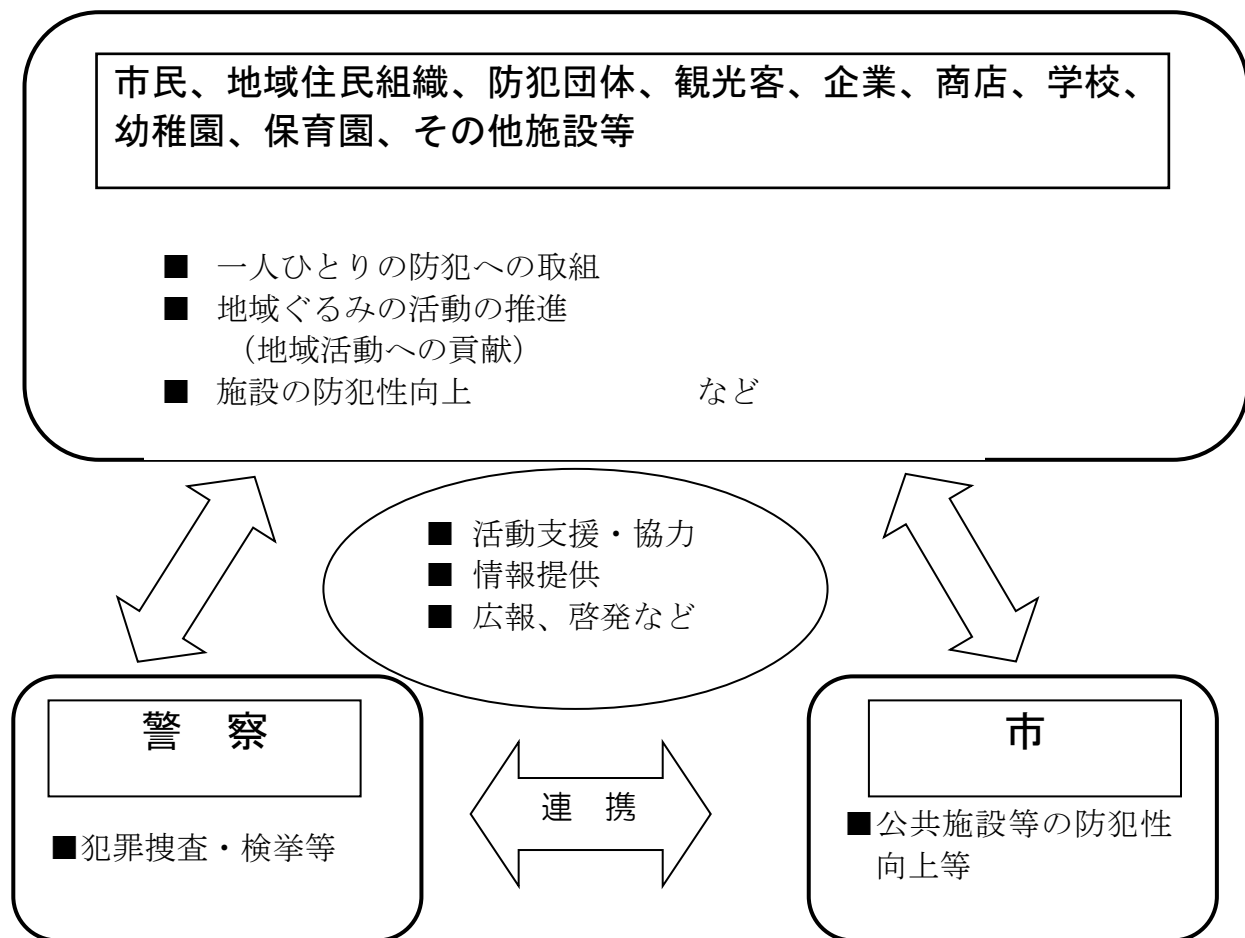 市民、地域住民組織、防犯団体、観光客、企業、商店、学校、
幼稚園、保育園、その他施設等
■ 一人ひとりの防犯への取組
■ 地域ぐるみの活動の推進
（地域活動への貢献）
■ 施設の防犯性向上 など
■ 活動支援・協力
■ 情報提供
■ 広報、啓発など
警 察
■犯罪捜査・検挙等
連 携
市
■公共施設等の防犯性
向上等